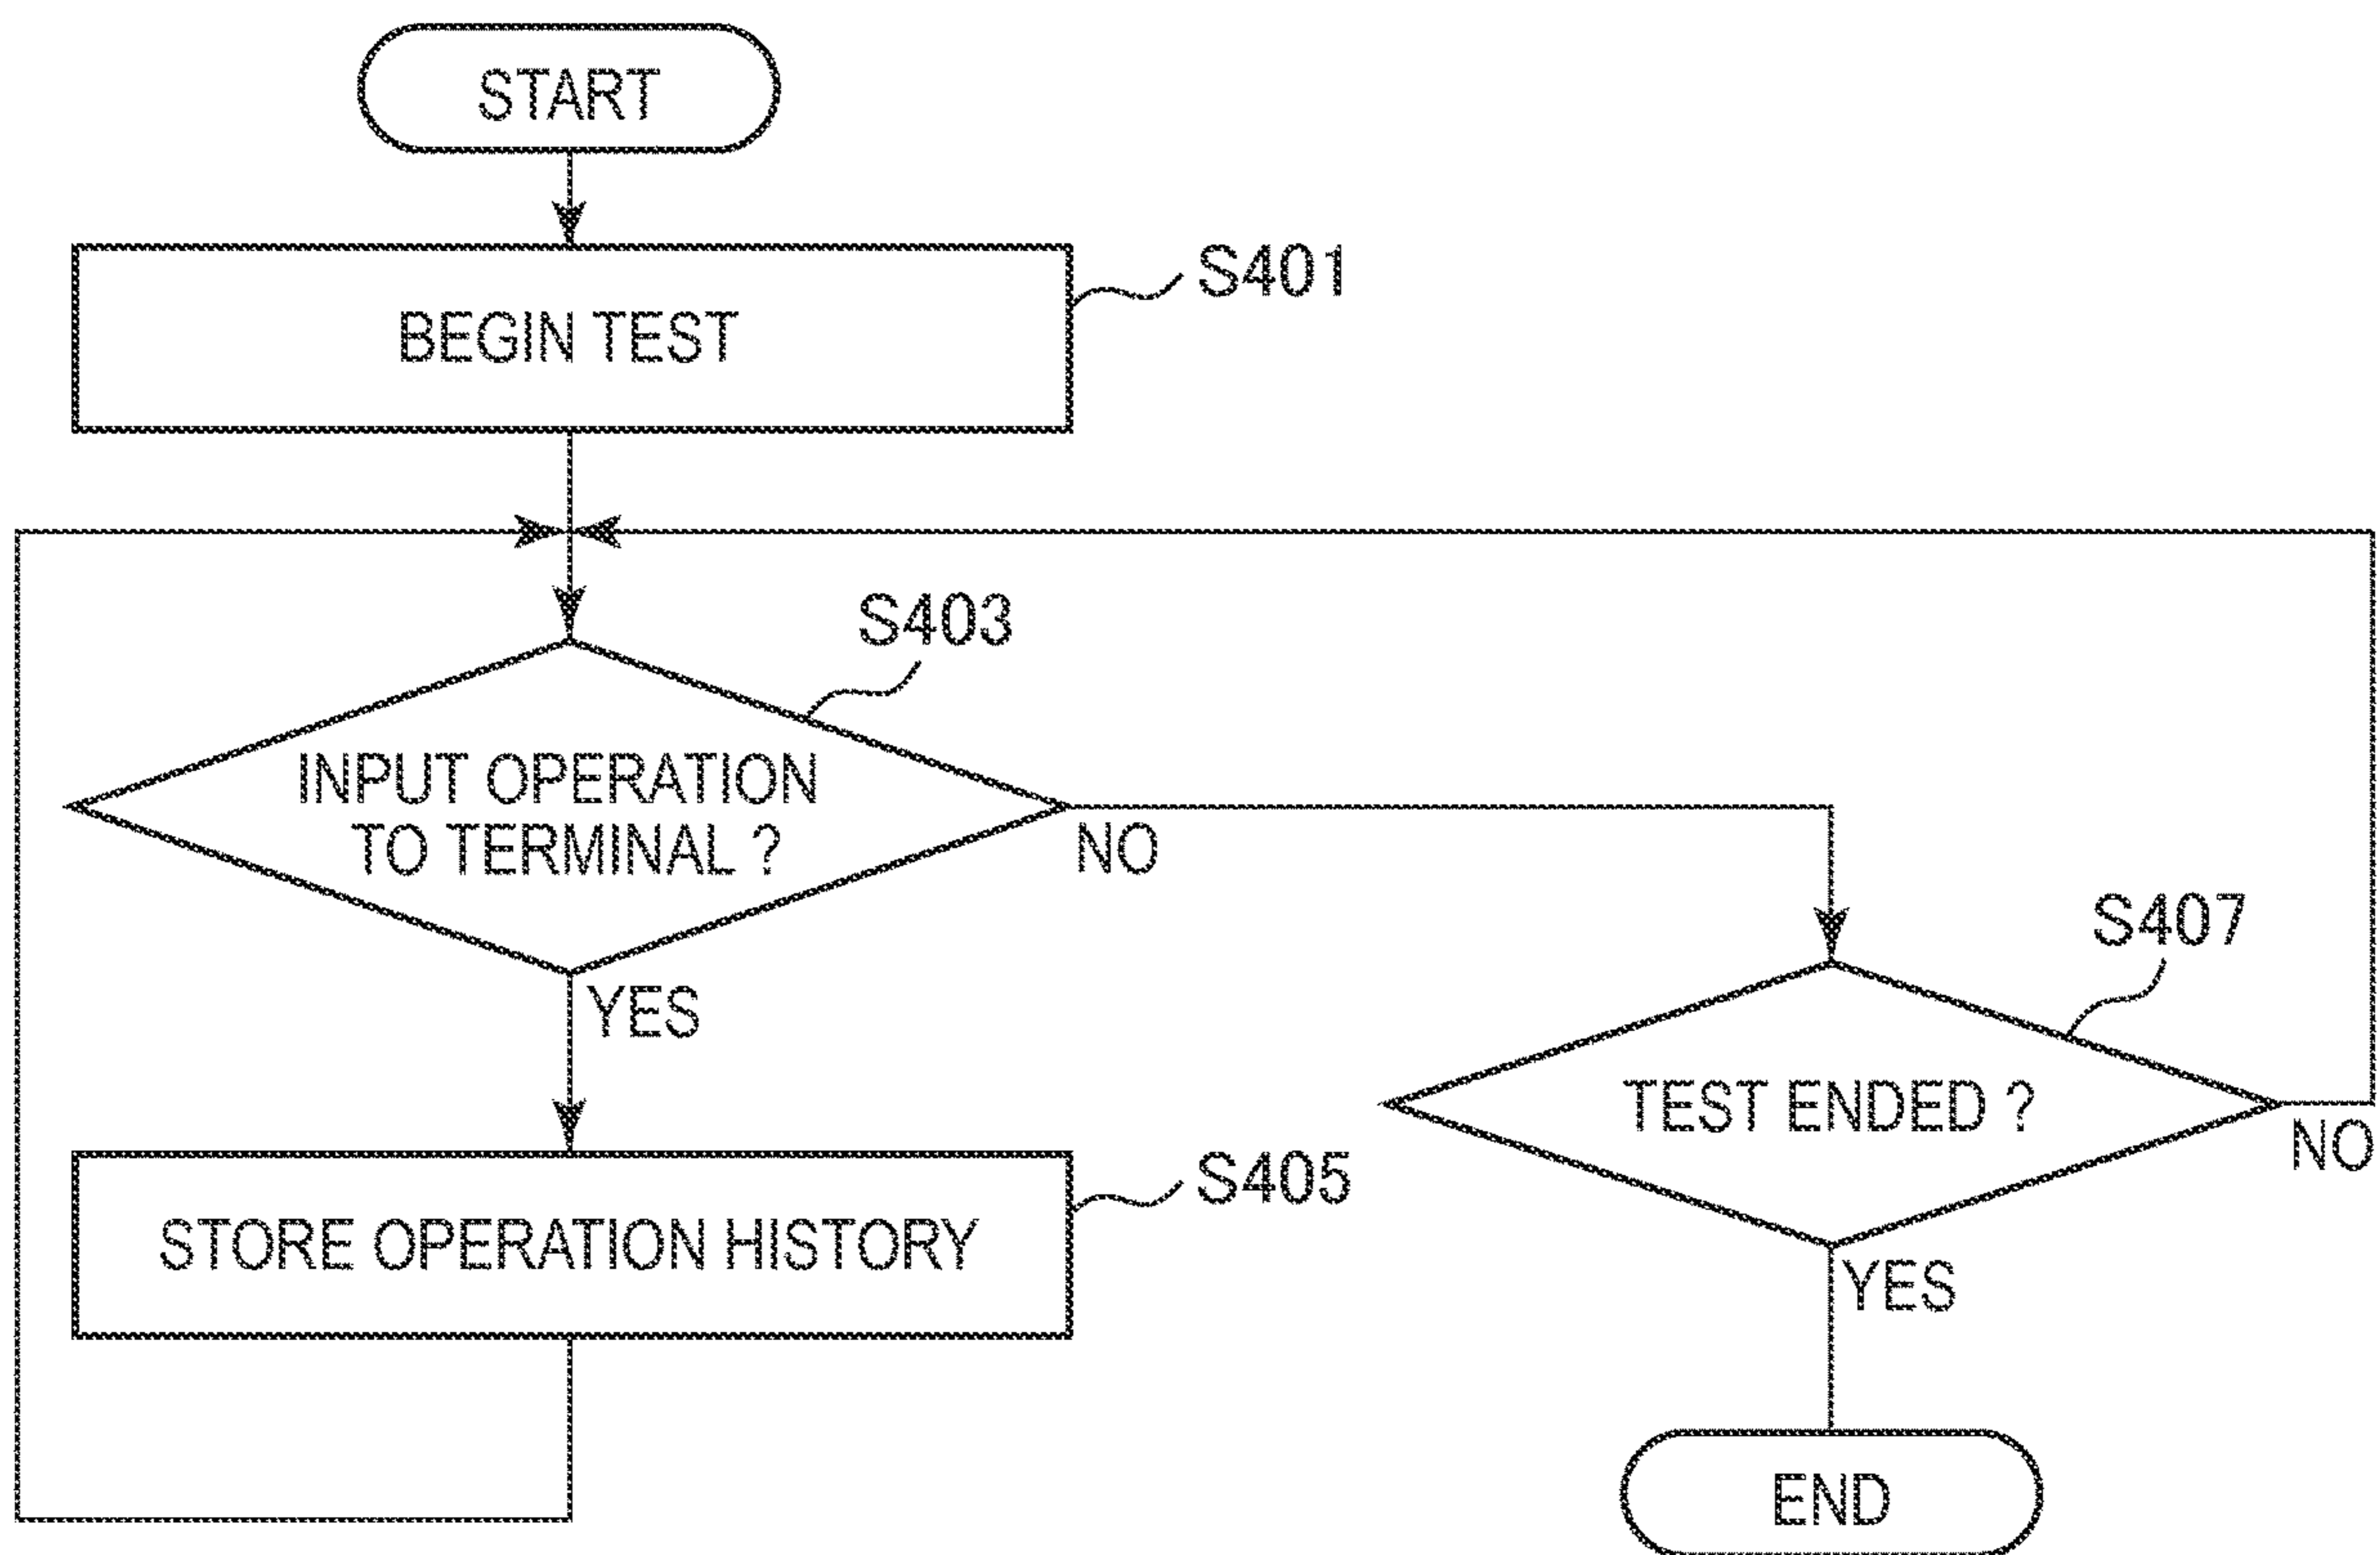 START
BEGIN TEST
S401
S403
INPUT OPERATION
TO TERMINAL ?
NO
YES
S407
TEST ENDED ?
NO
YES
STORE OPERATION HISTORY
S405
END